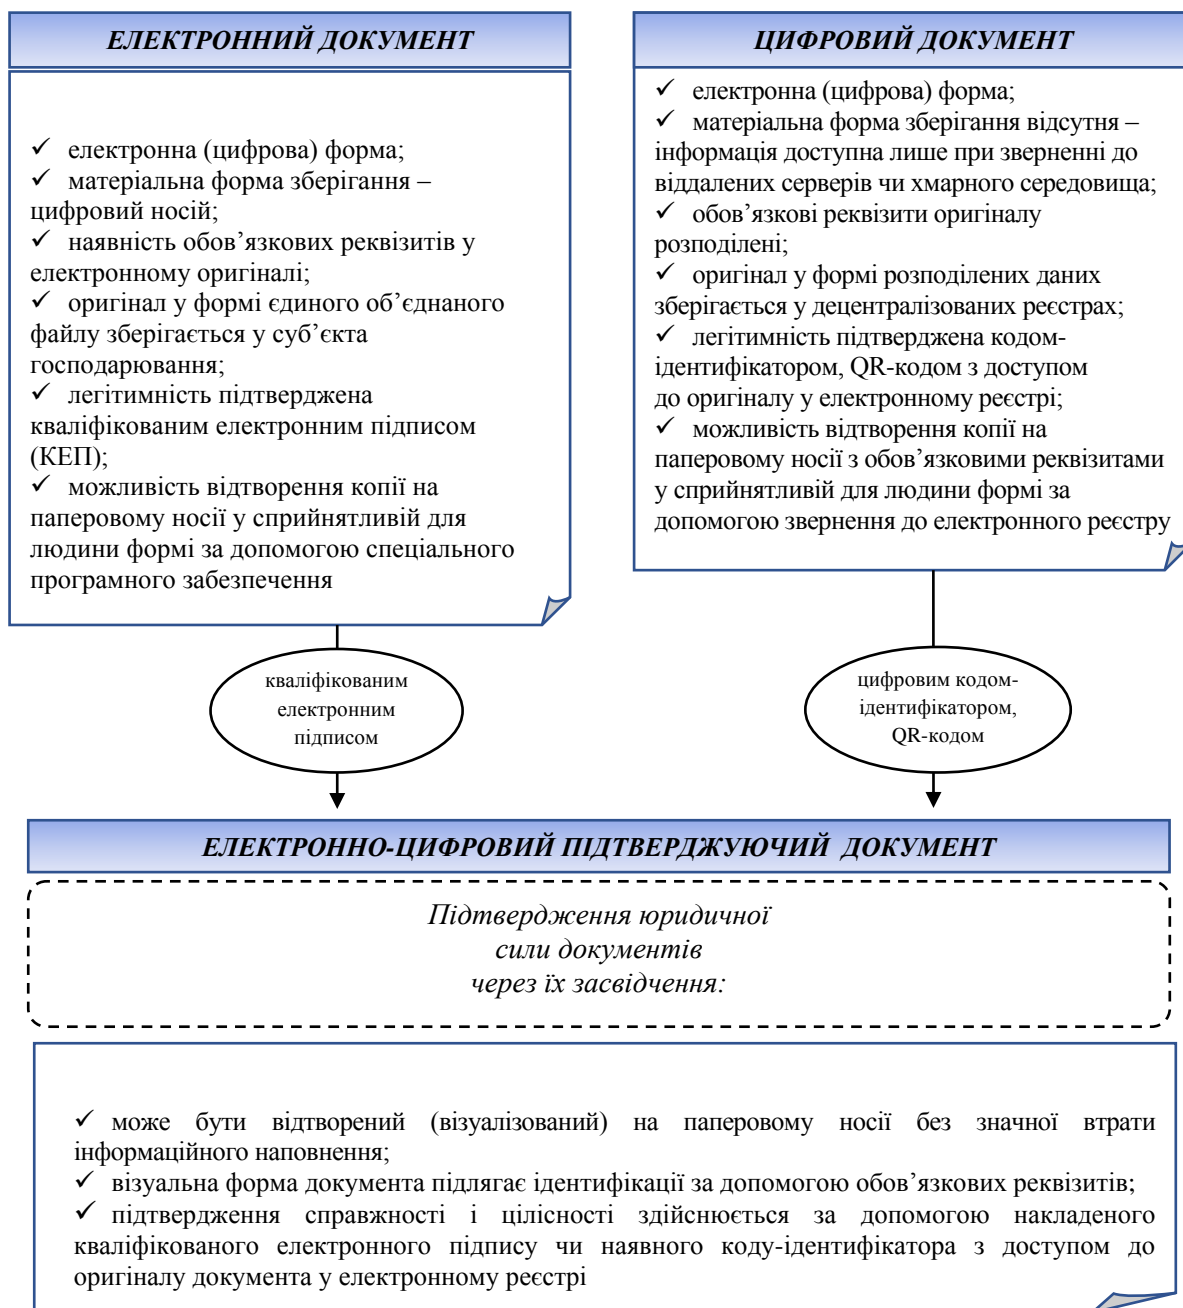 ЕЛЕКТРОННИЙ ДОКУМЕНТ
✓ електронна (цифрова) форма;
✓ матеріальна форма зберігання –
цифровий носій;
✓ наявність обов’язкових реквізитів у
електронному оригіналі;
✓ оригінал у формі єдиного об’єднаного
файлу зберігається у суб’єкта
господарювання;
✓ легітимність підтверджена
кваліфікованим електронним підписом
(КЕП);
✓ можливість відтворення копії на
паперовому носії у сприйнятливій для
людини формі за допомогою спеціального
програмного забезпечення
ЦИФРОВИЙ ДОКУМЕНТ
✓ електронна (цифрова) форма;
✓ матеріальна форма зберігання відсутня –
інформація доступна лише при зверненні до
віддалених серверів чи хмарного середовища;
✓ обов’язкові реквізити оригіналу
розподілені;
✓ оригінал у формі розподілених даних
зберігається у децентралізованих реєстрах;
✓ легітимність підтверджена кодом-
ідентифікатором, QR-кодом з доступом
до оригіналу у електронному реєстрі;
✓ можливість відтворення копії на
паперовому носії з обов’язковими реквізитами
у сприйнятливій для людини формі за
допомогою звернення до електронного реєстру
кваліфікованим
електронним
підписом
цифровим кодом-
ідентифікатором,
QR-кодом
ЕЛЕКТРОННО-ЦИФРОВИЙ ПІДТВЕРДЖУЮЧИЙ ДОКУМЕНТ
Підтвердження юридичної
сили документів
через їх засвідчення:
✓ може бути відтворений (візуалізований) на паперовому носії без значної втрати
інформаційного наповнення;
✓ візуальна форма документа підлягає ідентифікації за допомогою обов’язкових реквізитів;
✓ підтвердження справжності і цілісності здійснюється за допомогою накладеного
кваліфікованого електронного підпису чи наявного коду-ідентифікатора з доступом до
оригіналу документа у електронному реєстрі